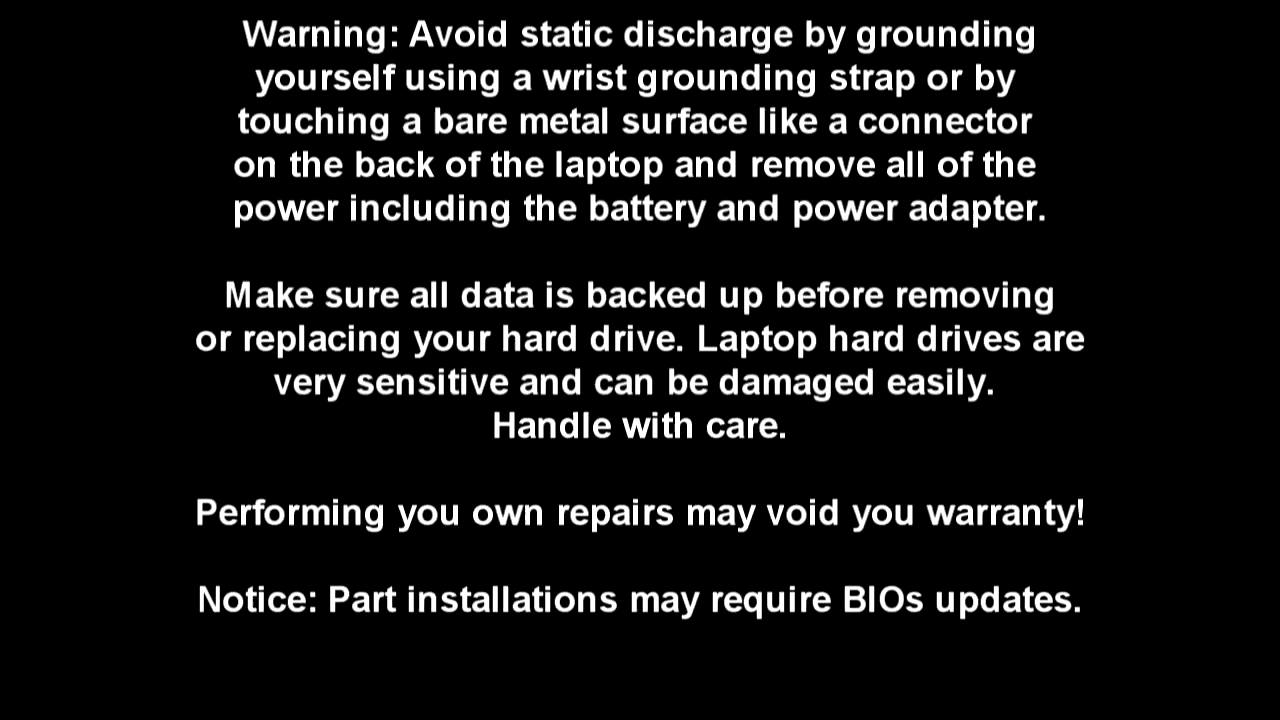 Warning: Avoid static discharge by grounding
yourself using a wrist grounding strap or by
touching a bare metal surface like a connector
on the back of the laptop and remove all of the
power including the battery and power adapter.
Make sure all data is backed up before removing
or replacing your hard drive. Laptop hard drives are
very sensitive and can be damaged easily.
Handle with care.
Performing you own repairs may void you warranty!
Notice: Part installations may require BIOs updates.